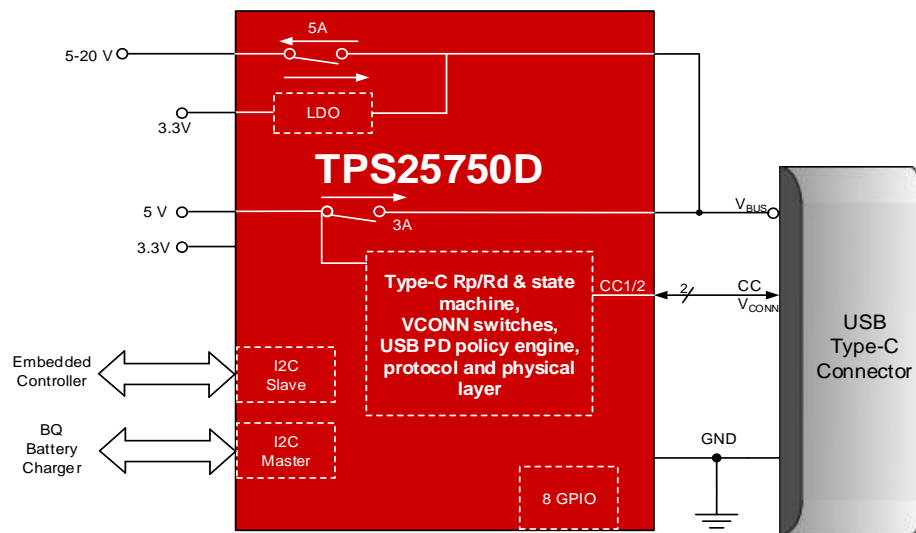 5A
5-20 V
LDO
3.3V
TPS25750D
5 V
3A
VBUS
3.3V
Type-C Rp/Rd & state
machine,
VCONN switches,
USB PD policy engine,
protocol and physical
layer
CC1/2
2
CC
VCONN
USB
Type-C
Connector
Embedded
Controller
I2C
Slave
BQ
Battery
Charger
I2C
Master
GND
8 GPIO